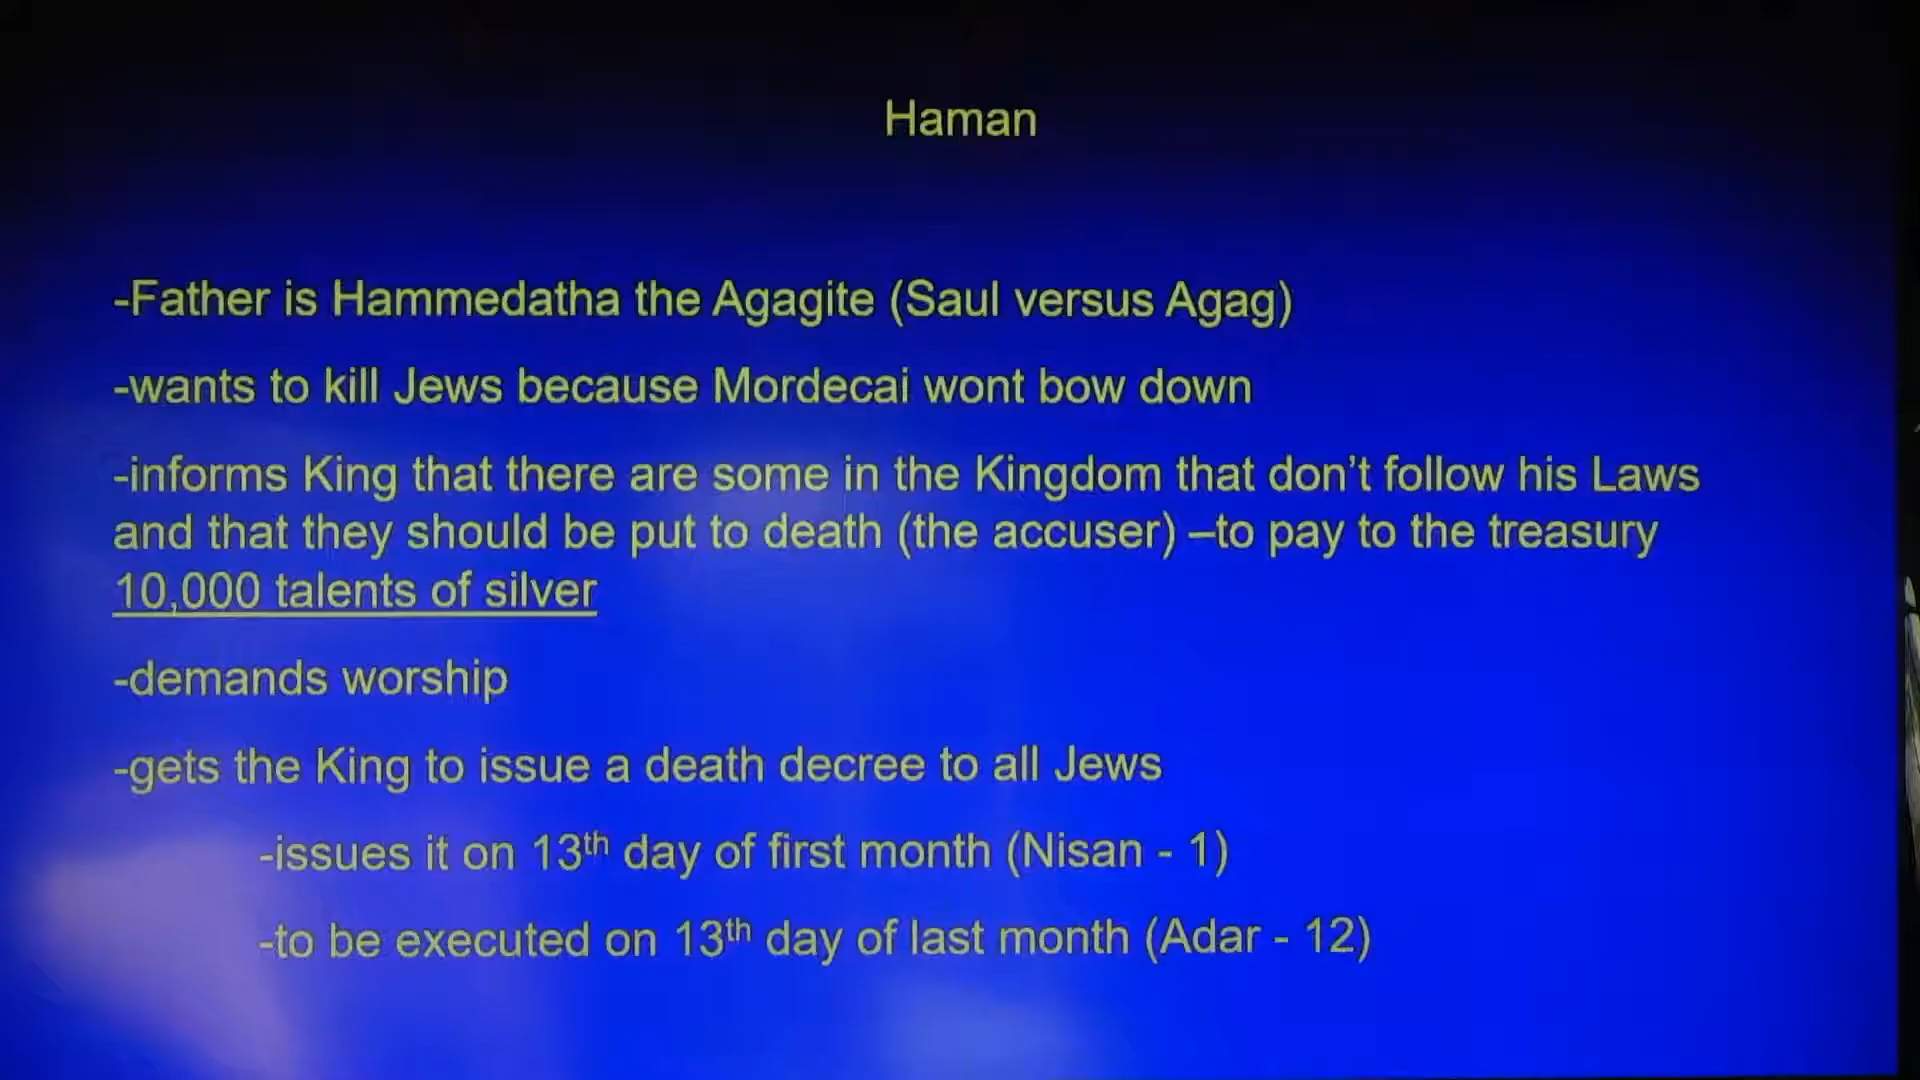 Haman
-Father is Hammedatha the Agagite (Saul versus Agag)
-wants to kill Jews because Mordecai wont bow down
-informs King that there are some in the Kingdom that don’t follow his Laws
and that they should be put to death (the accuser) –to pay to the treasury
10,000 talents of silver
-demands worship
-gets the King to issue a death decree to all Jews
-issues it on 13th day of first month (Nisan - 1)
-to be executed on 13th day of last month (Adar - 12)